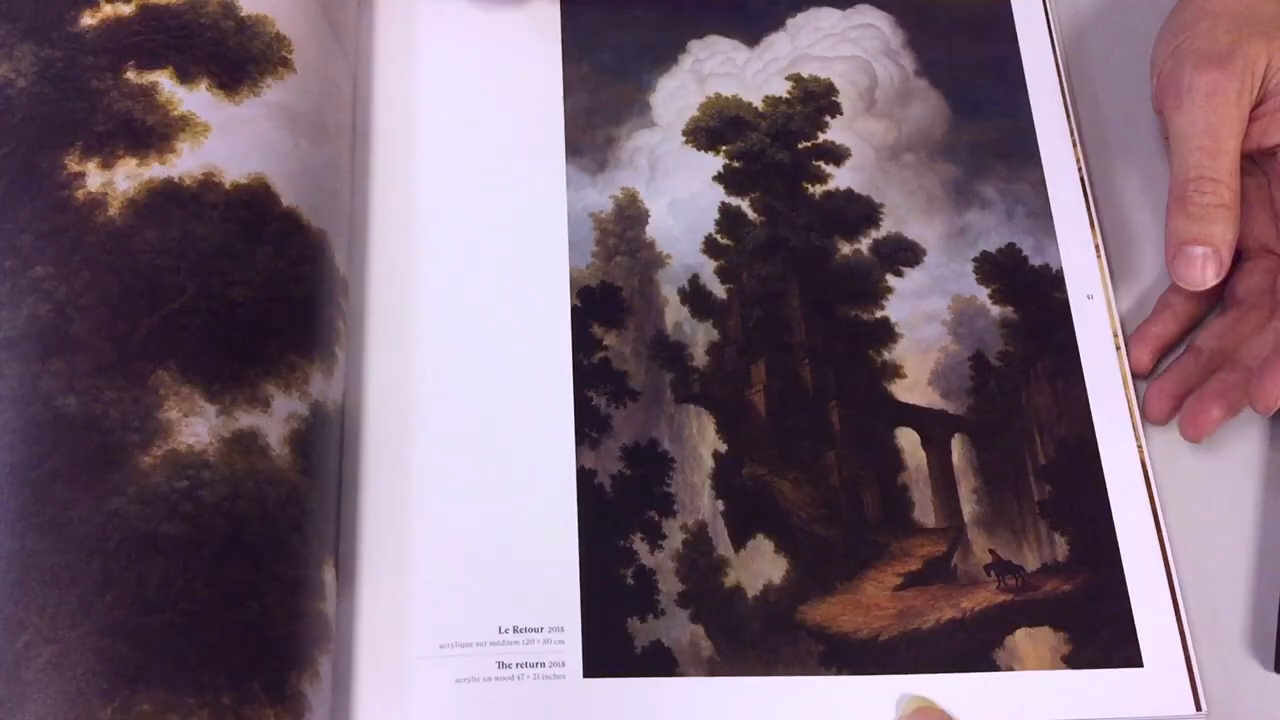 Le Retour 2018
acrylique sur médium 120 × 80 cm
The return 2018
acrylic on wood 47 × 31 inches